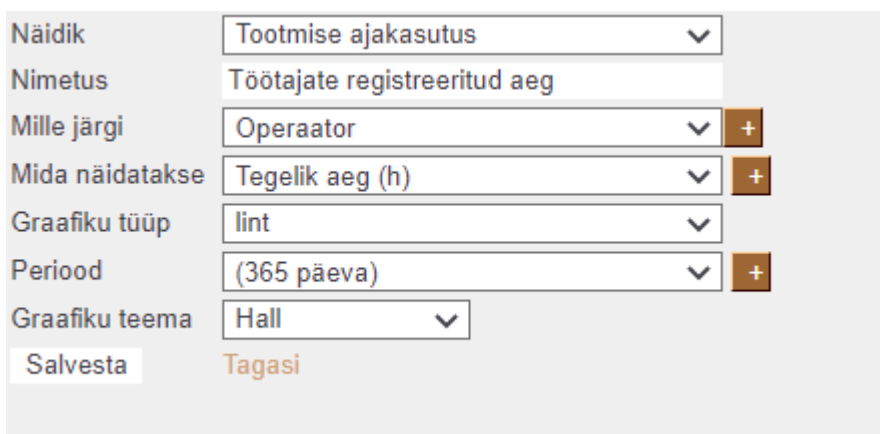 Näidik Tootmise ajakasutus
Nimetus Töötajate registreeritud aeg
Mille järgi Operaator +
Mida näidatakse Tegelik aeg (h) +
Graafiku tüüp lint
Periood (365 päeva) +
Graafiku teema Hall
Salvesta Tagasi